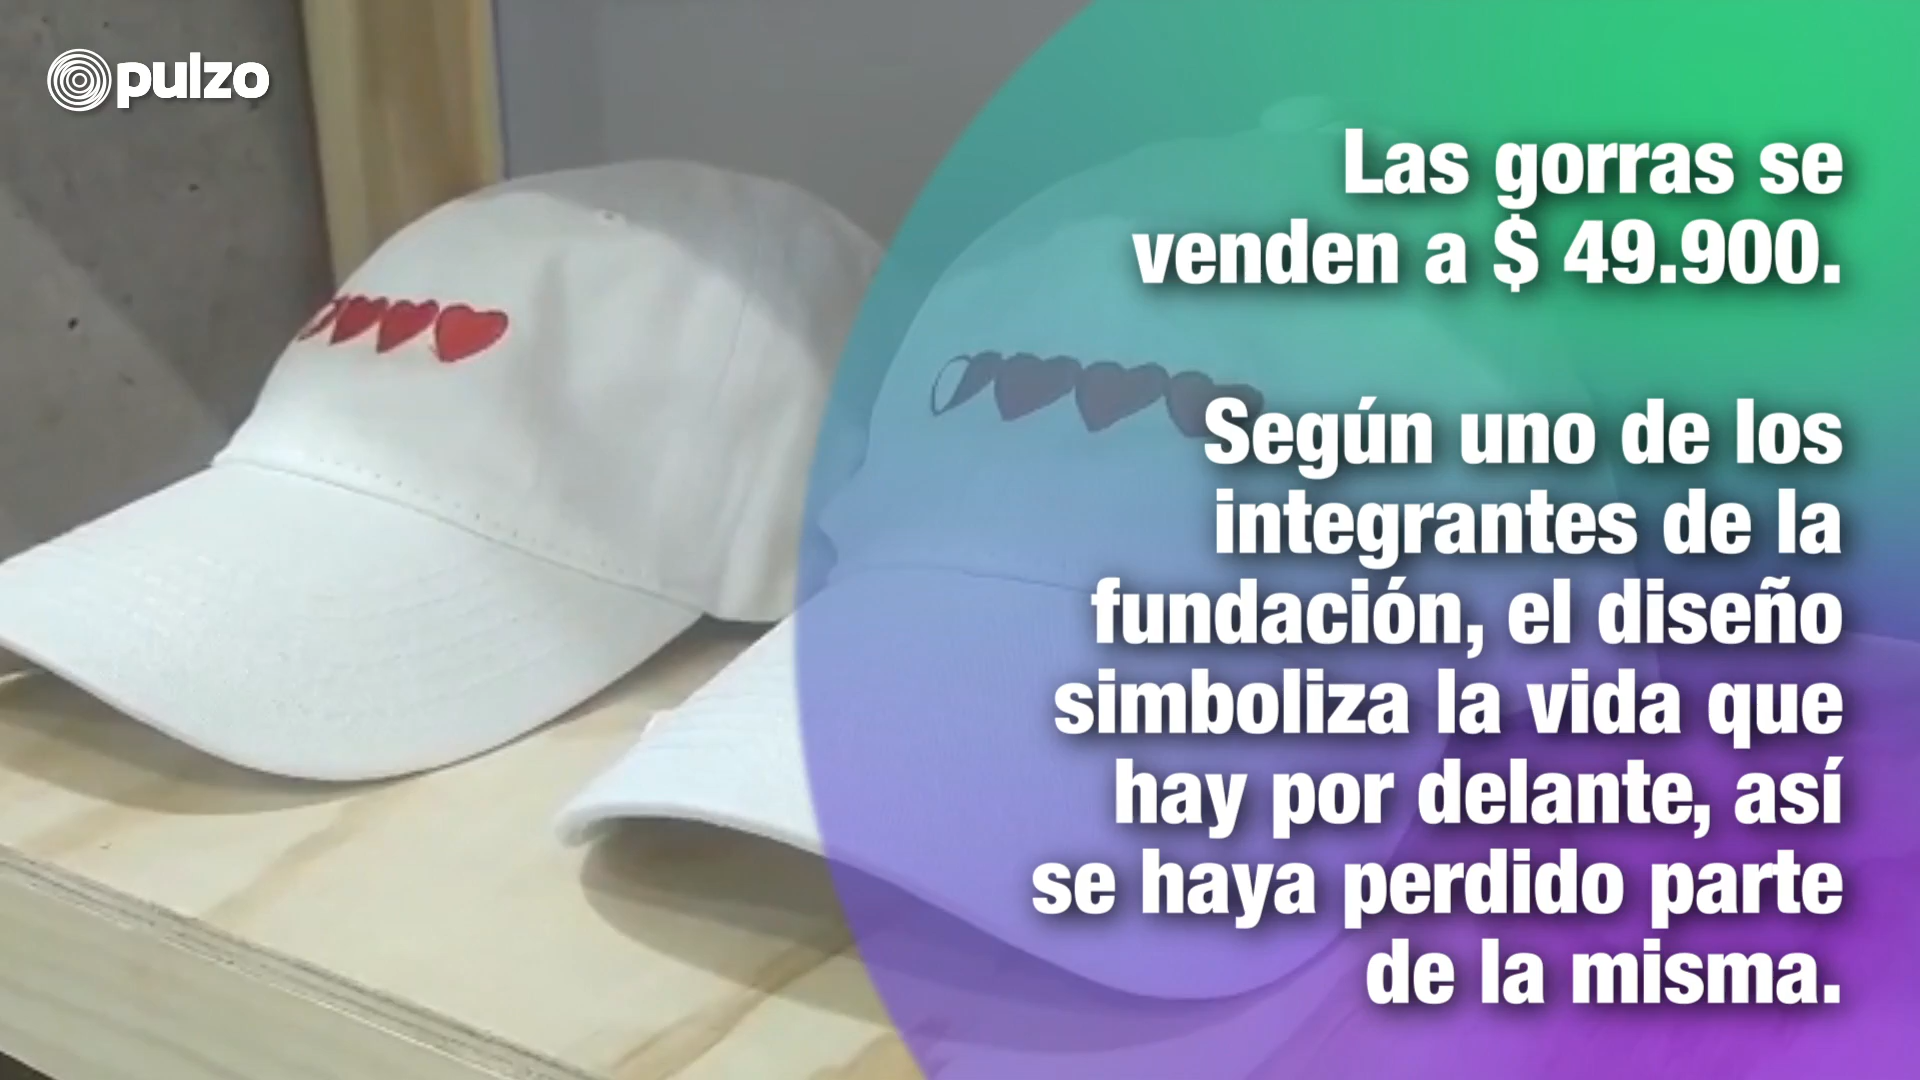 pulzo
Las gorras se
venden a $ 49.900.
Según uno de los
integrantes de la
fundación, el diseño
simboliza la vida que
hay por delante, así
se haya perdido parte
de la misma.